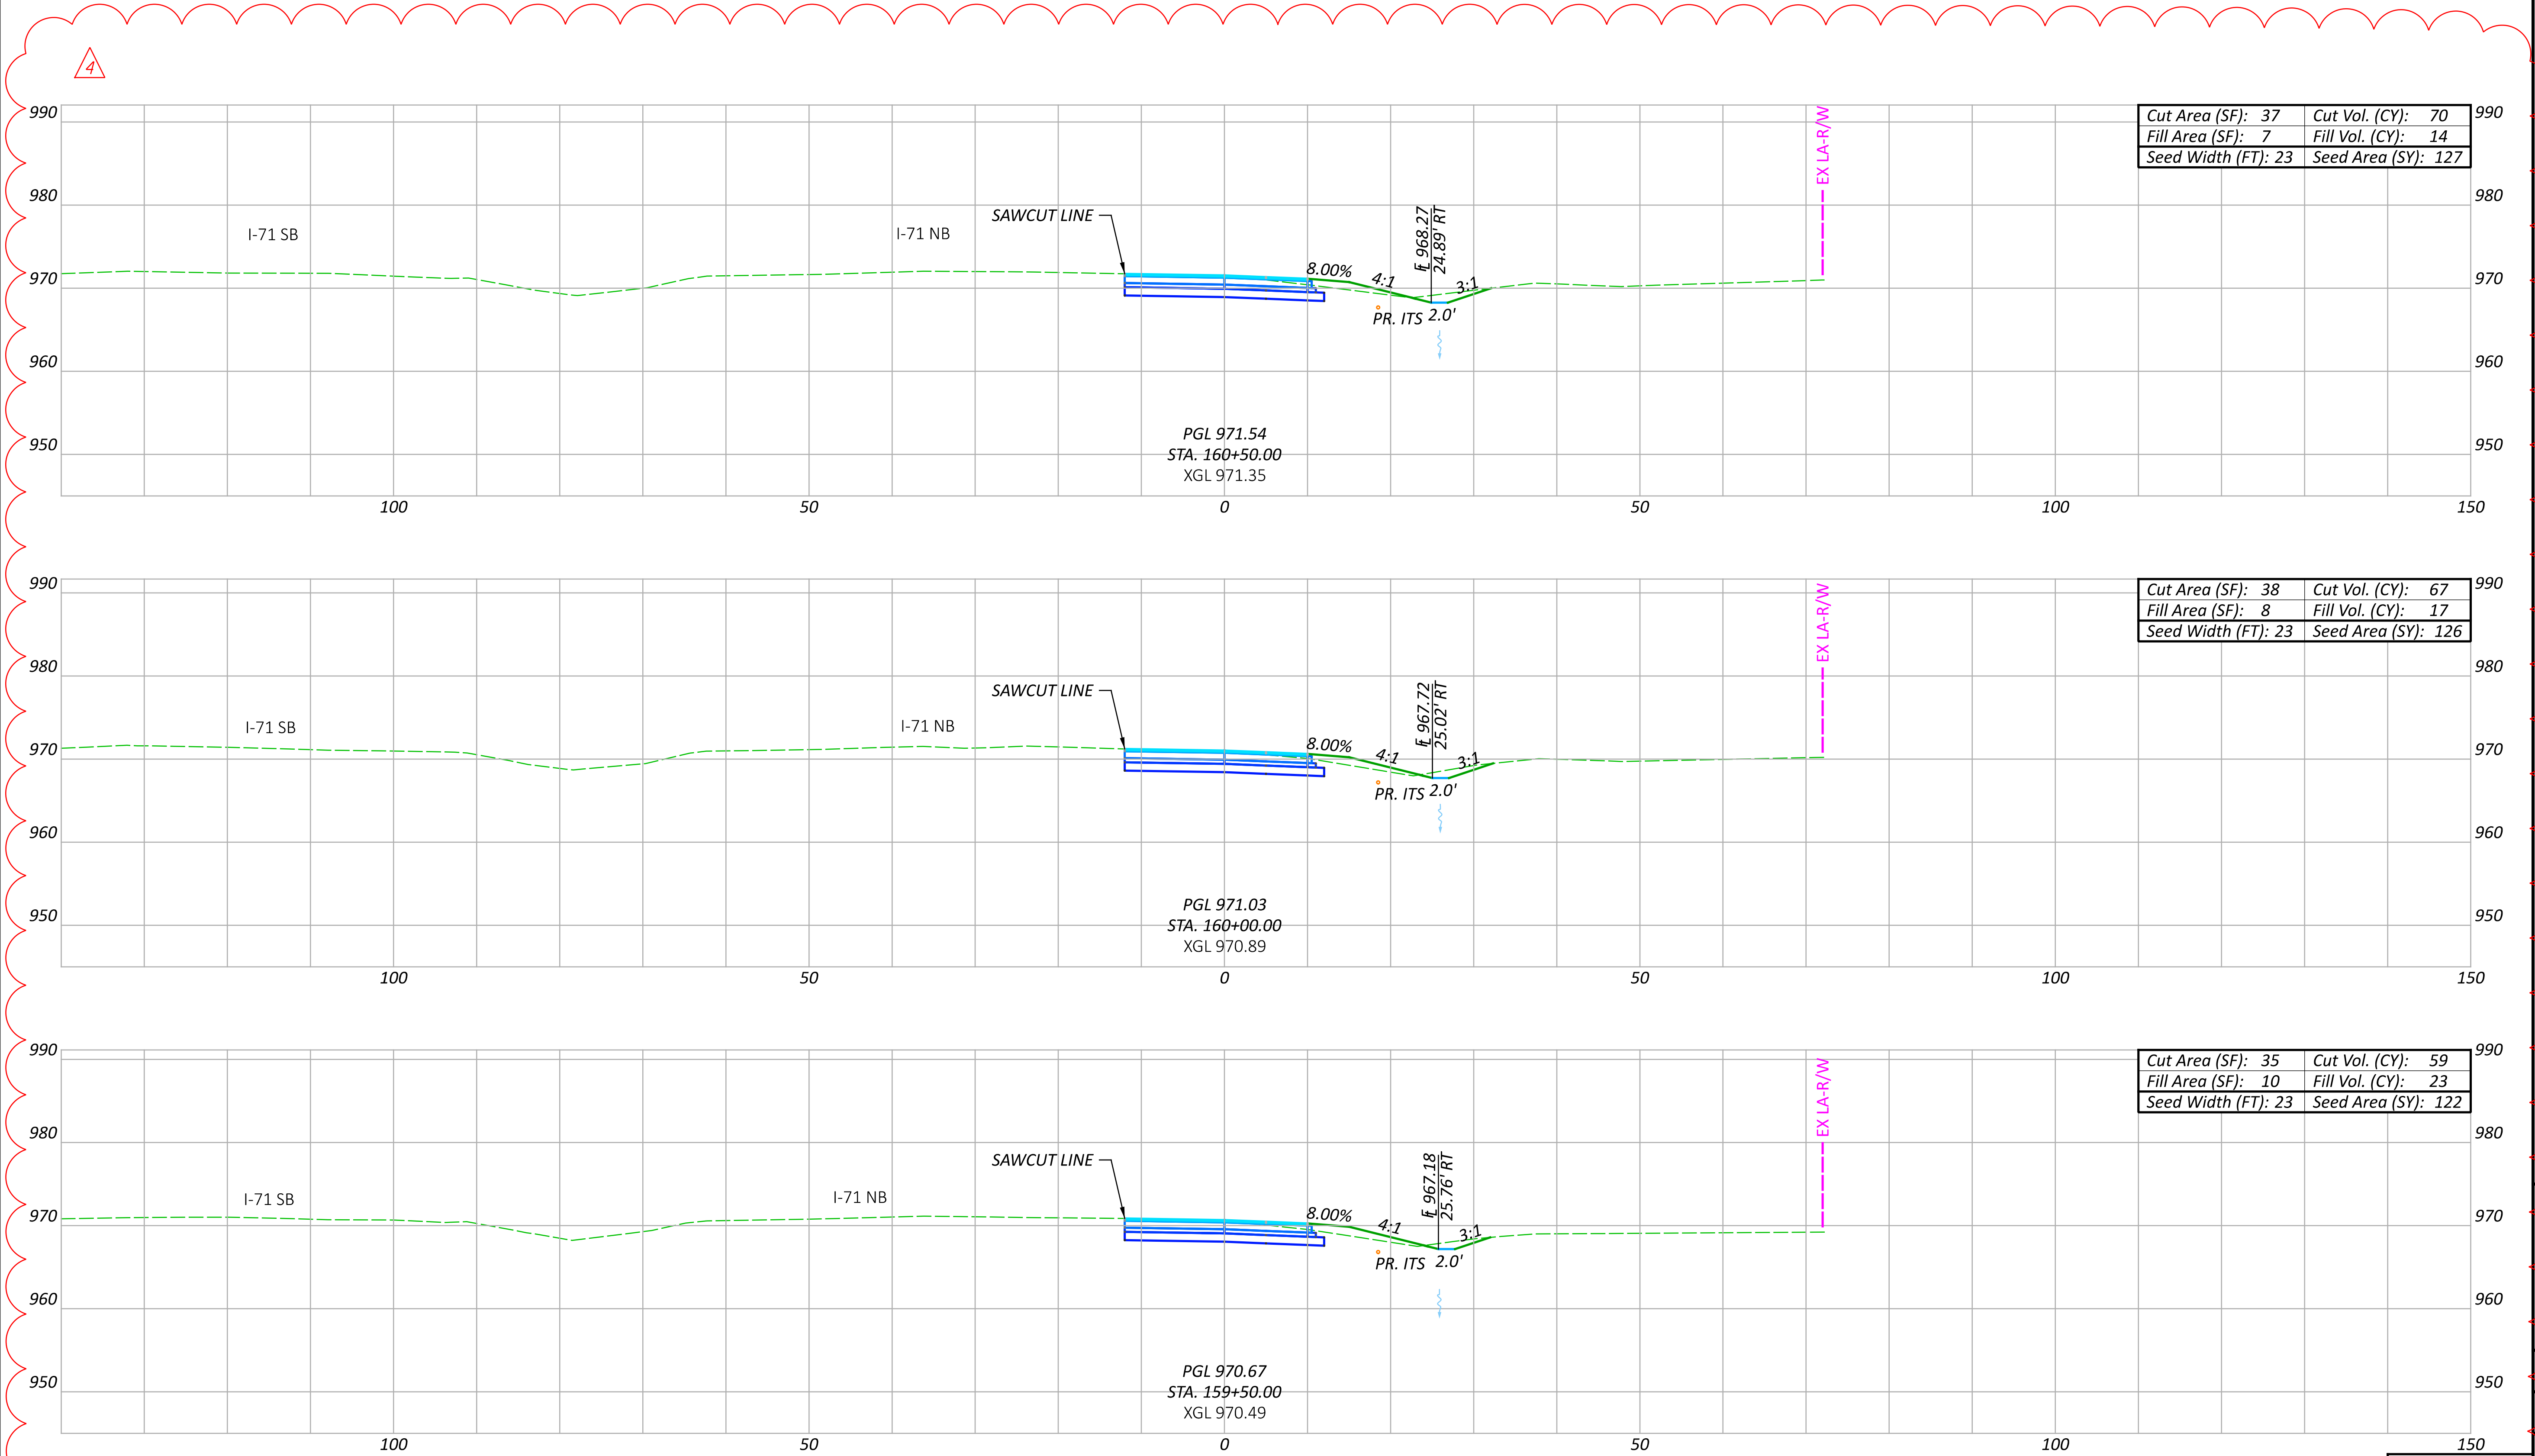 4
990
Cut Area (SF): 37 Cut Vol. (CY): 70
990
Fill Area (SF): 7 Fill Vol. (CY): 14
Seed Width (FT): 23 Seed Area (SY): 127
EX LA-R/W
980
980
SAWCUT LINE
℄ 968.27
24.89' RT
I-71 SB
I-71 NB
970
8.00%
4:1
3:1
970
PR. ITS
2.0'
960
960
PGL 971.54
950
950
STA. 160+50.00
XGL 971.35
100
50
0
50
100
150
990
Cut Area (SF): 38 Cut Vol. (CY): 67
990
Fill Area (SF): 8 Fill Vol. (CY): 17
Seed Width (FT): 23 Seed Area (SY): 126
EX LA-R/W
980
980
SAWCUT LINE
℄ 967.72
25.02' RT
I-71 SB
I-71 NB
970
8.00%
4:1
3:1
970
PR. ITS
2.0'
960
960
PGL 971.03
950
950
STA. 160+00.00
XGL 970.89
100
50
0
50
100
150
990
Cut Area (SF): 35 Cut Vol. (CY): 59
990
Fill Area (SF): 10 Fill Vol. (CY): 23
Seed Width (FT): 23 Seed Area (SY): 122
EX LA-R/W
980
980
SAWCUT LINE
℄ 967.18
25.76' RT
I-71 SB
I-71 NB
970
8.00%
4:1
3:1
970
PR. ITS
2.0'
960
960
PGL 970.67
950
950
STA. 159+50.00
XGL 970.49
100
50
0
50
100
150